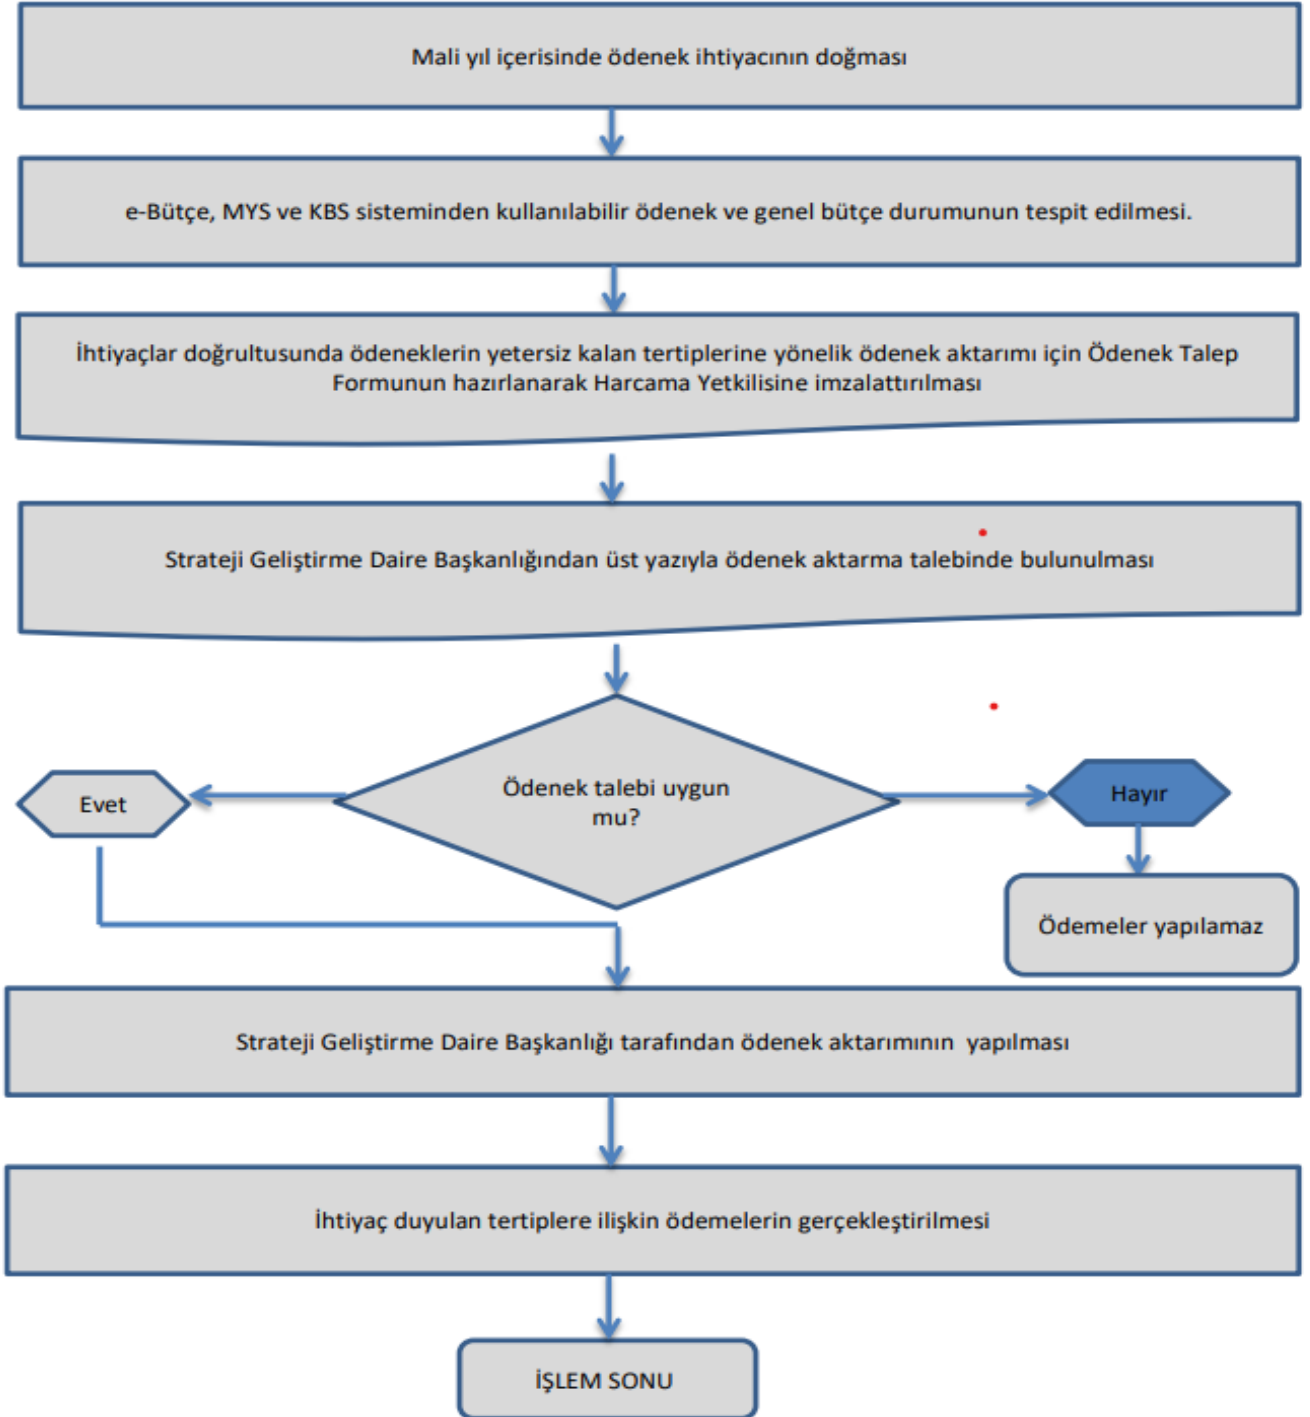 Mali yıl içerisinde ödenek ihtiyacının doğması
e-Bütçe, MYS ve KBS sisteminden kullanılabilir ödenek ve genel bütçe durumunun tespit edilmesi.
İhtiyaçlar doğrultusunda ödeneklerin yetersiz kalan tertiplerine yönelik ödenek aktarımı için Ödenek Talep
Formunun hazırlanarak Harcama Yetkilisine imzalattırılması
Strateji Geliştirme Daire Başkanlığından üst yazıyla ödenek aktarma talebinde bulunulması
Ödenek talebi uygun
mu?
Evet
Hayır
Ödemeler yapılamaz
Strateji Geliştirme Daire Başkanlığı tarafından ödenek aktarımının  yapılması
İhtiyaç duyulan tertiplere ilişkin ödemelerin gerçekleştirilmesi
İŞLEM SONU